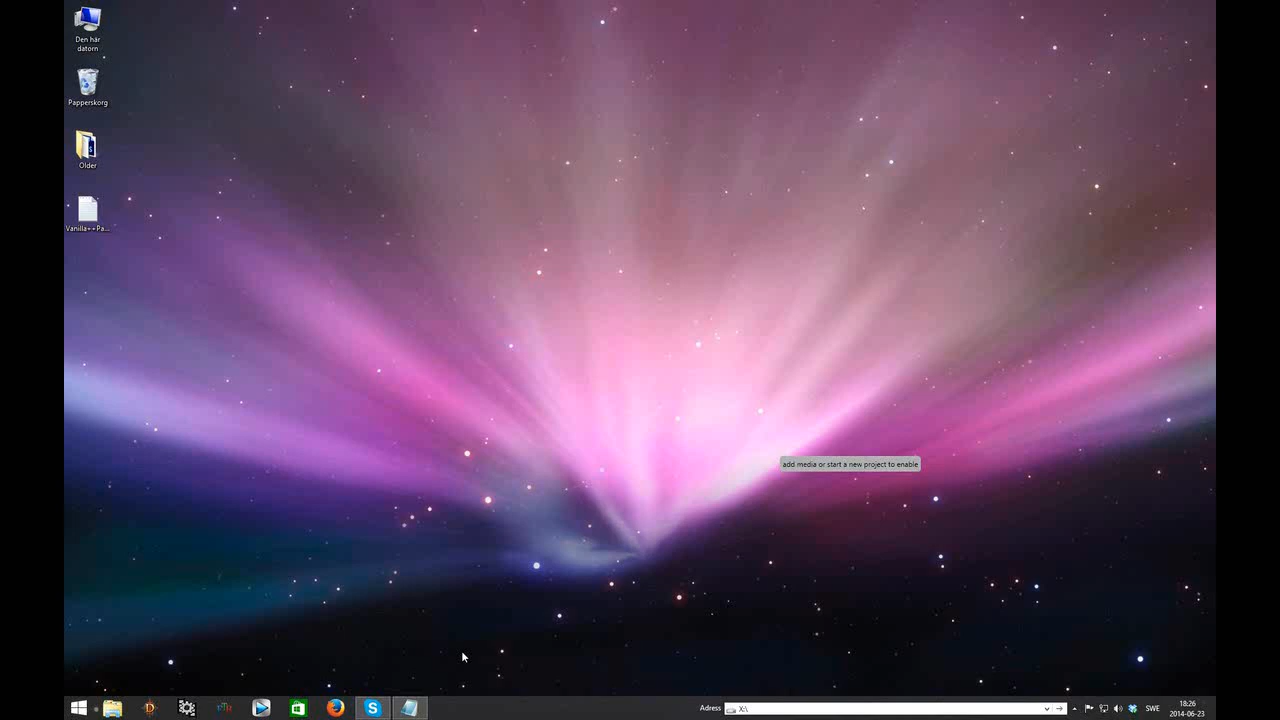 Den här
datorn
Papperskorg
Older
Vanilla++Pa...
add media or start a new project to enable
Adress
X:\
SWE
18:26
2014-06-23